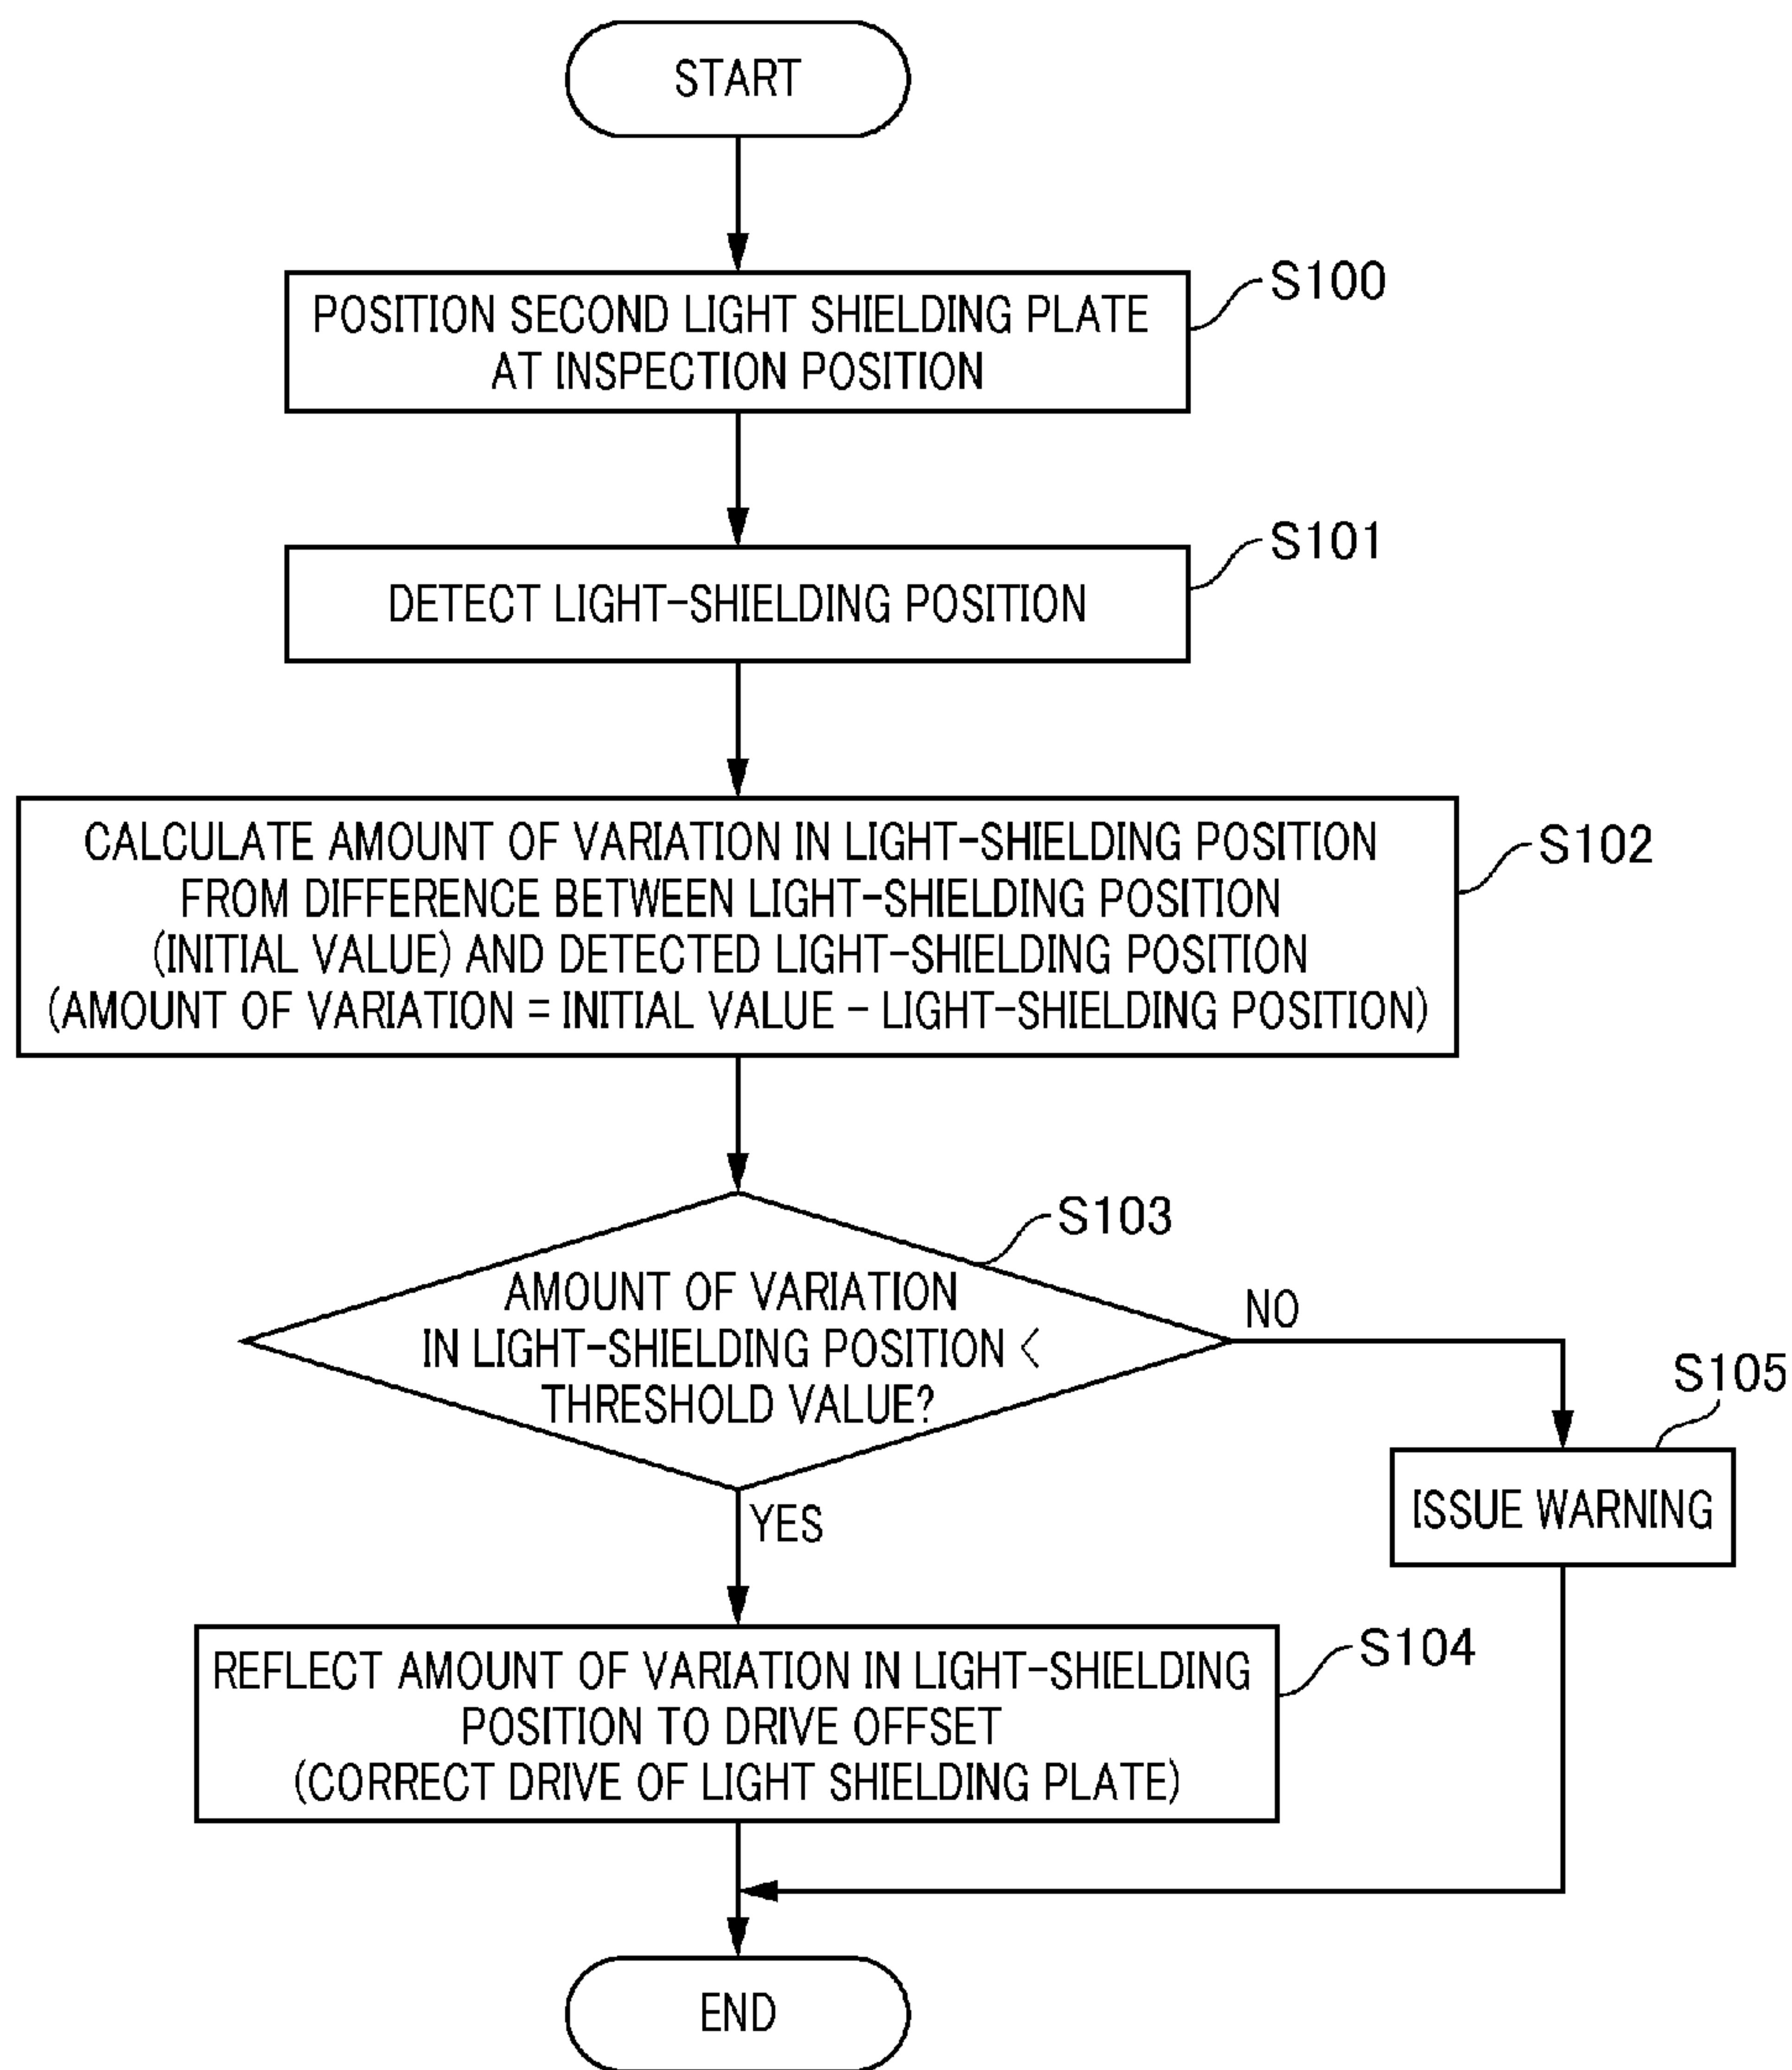 START
S100
POSITION SECOND LIGHT SHIELDING PLATE
AT INSPECTION POSITION
S101
DETECT LIGHT-SHIELDING POSITION
S102
CALCULATE AMOUNT OF VARIATION IN LIGHT-SHIELDING POSITION
FROM DIFFERENCE BETWEEN LIGHT-SHIELDING POSITION
(INITIAL VALUE) AND DETECTED LIGHT-SHIELDING POSITION
(AMOUNT OF VARIATION = INITIAL VALUE - LIGHT-SHIELDING POSITION)
S103
AMOUNT OF VARIATION
IN LIGHT-SHIELDING POSITION <
THRESHOLD VALUE?
NO
S105
ISSUE WARNING
YES
S104
REFLECT AMOUNT OF VARIATION IN LIGHT-SHIELDING
POSITION TO DRIVE OFFSET
(CORRECT DRIVE OF LIGHT SHIELDING PLATE)
END